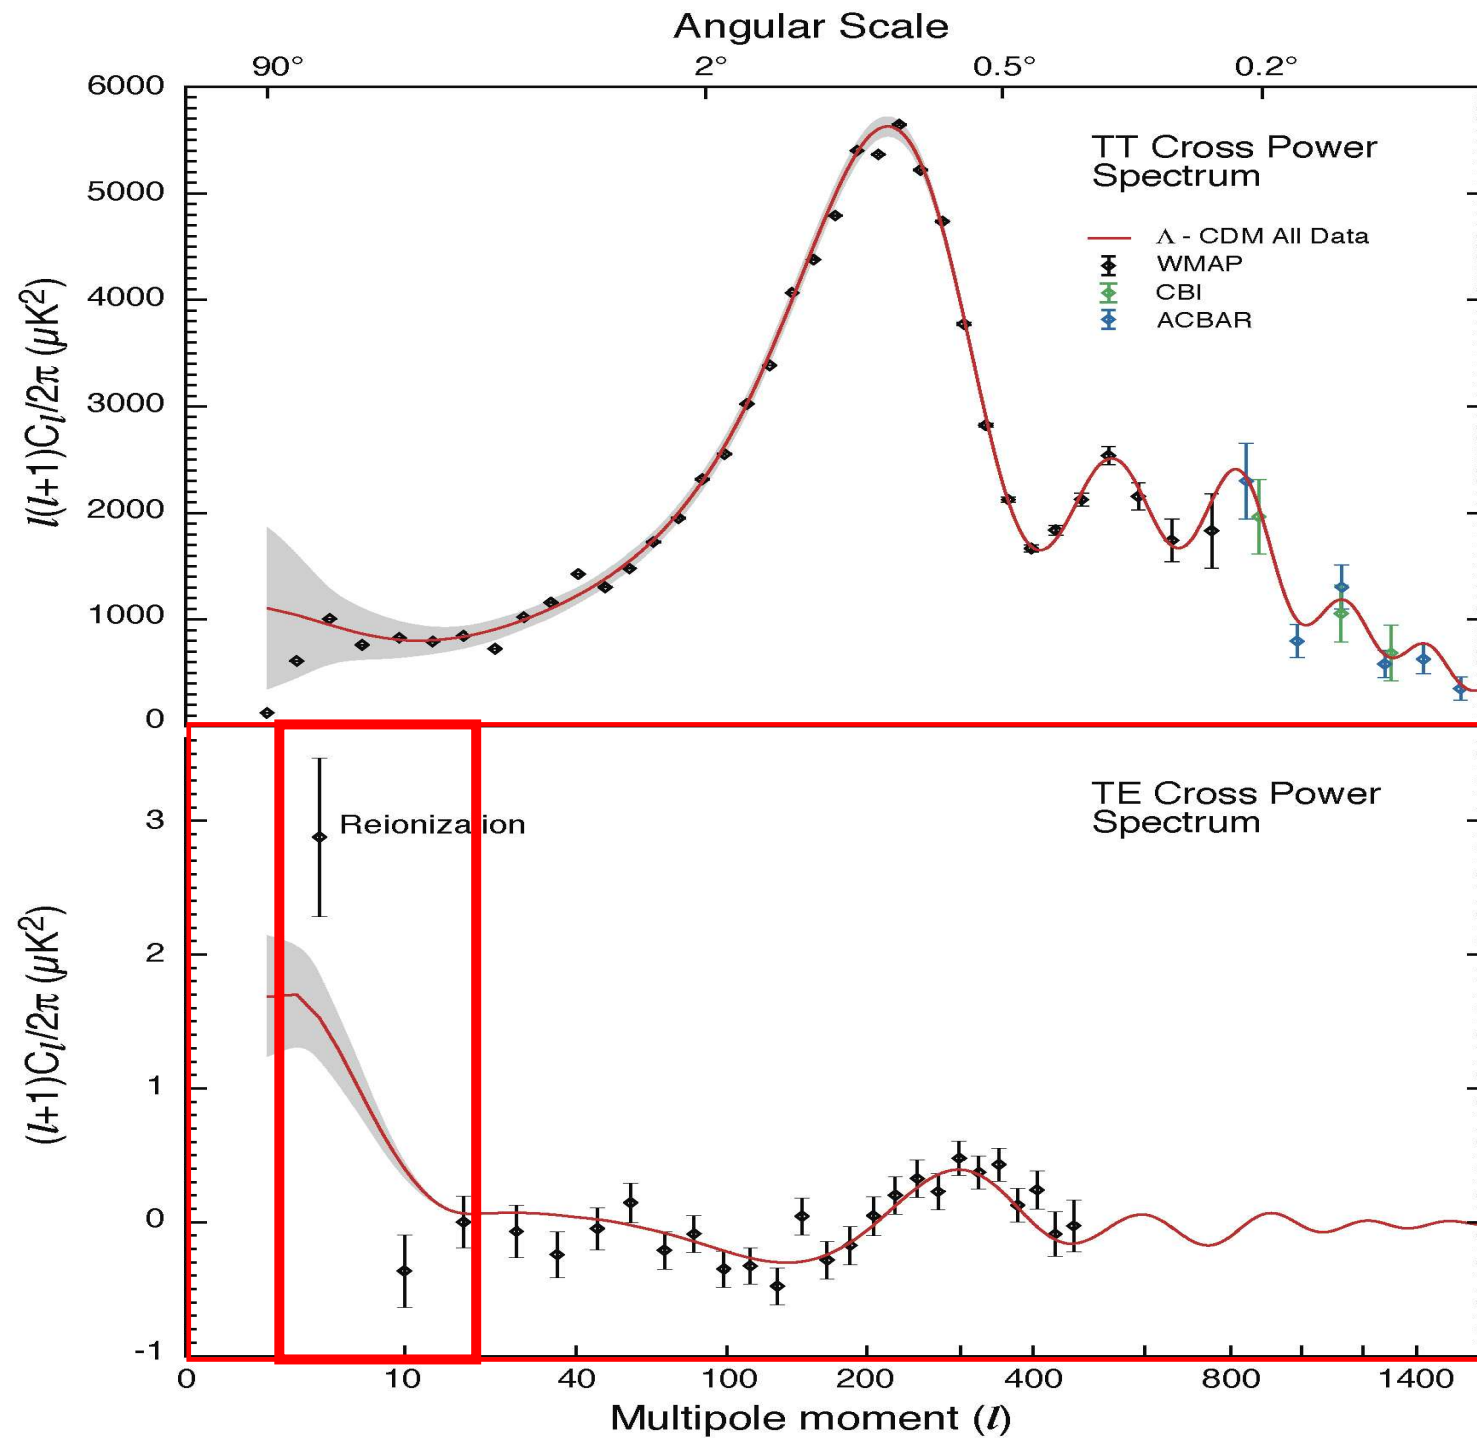 Angular Scale
90° 2° 0.5° 0.2°
6000
5000
4000
3000
2000
1000
0
l(l+1)Cl/2π (μK²)
TT Cross Power
Spectrum
Λ - CDM All Data
WMAP
CBI
ACBAR
Reionization
TE Cross Power
Spectrum
3
2
1
0
-1
(l+1)Cl/2π (μK²)
0 10 40 100 200 400 800 1400
Multipole moment (l)